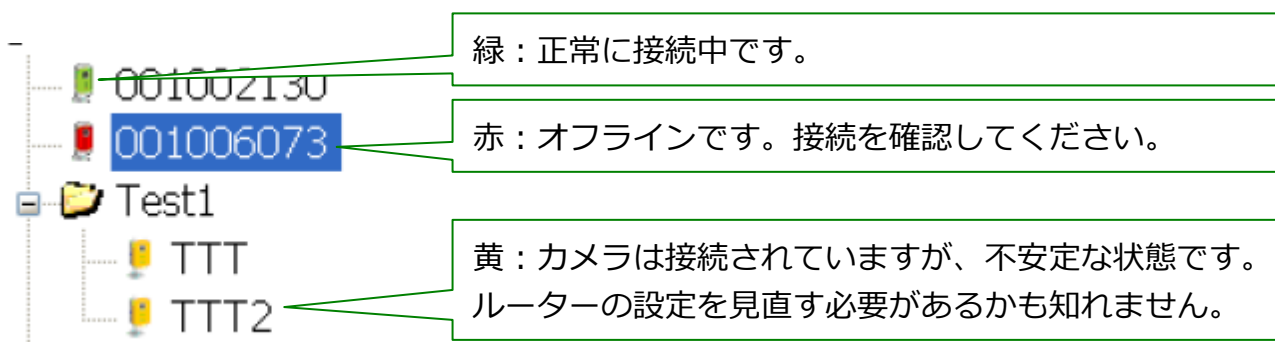 緑：正常に接続中です。
001002130
赤：オフラインです。接続を確認してください。
001006073
Test1
黄：カメラは接続されていますが、不安定な状態です。
ルーターの設定を見直す必要があるかも知れません。
TTT
TTT2